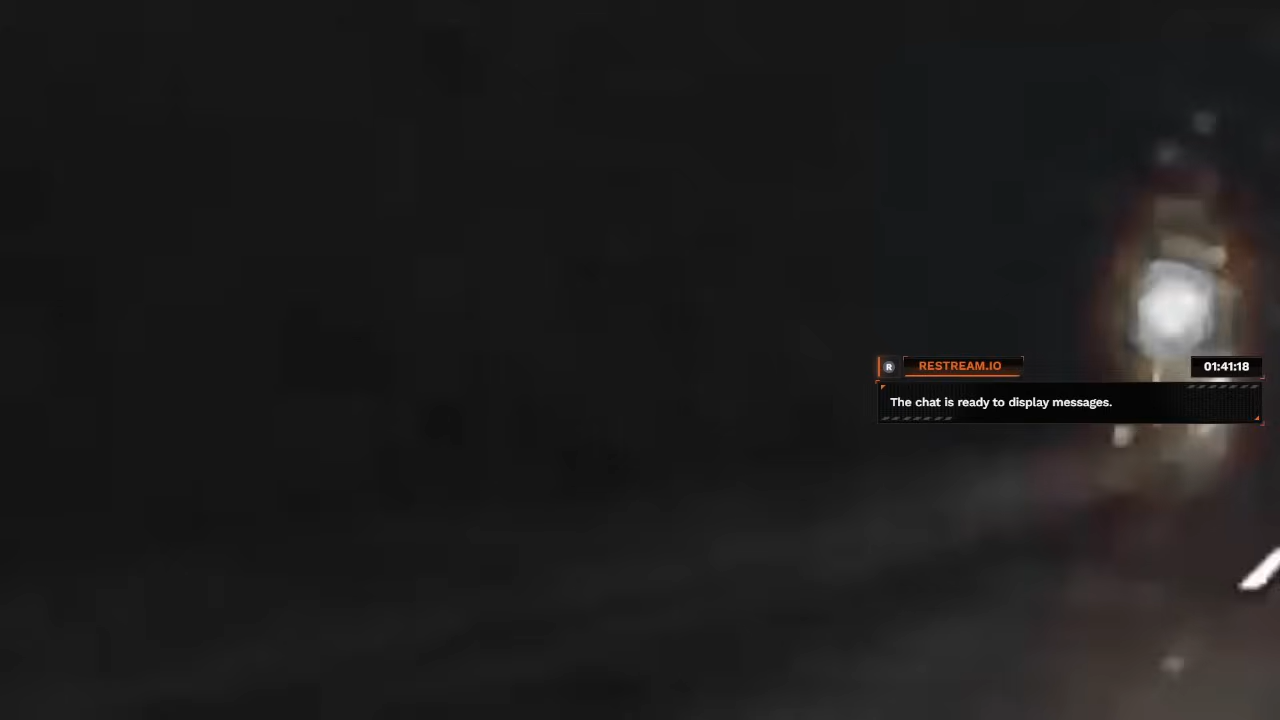 R RESTREAM.IO 01:41:18
The chat is ready to display messages.